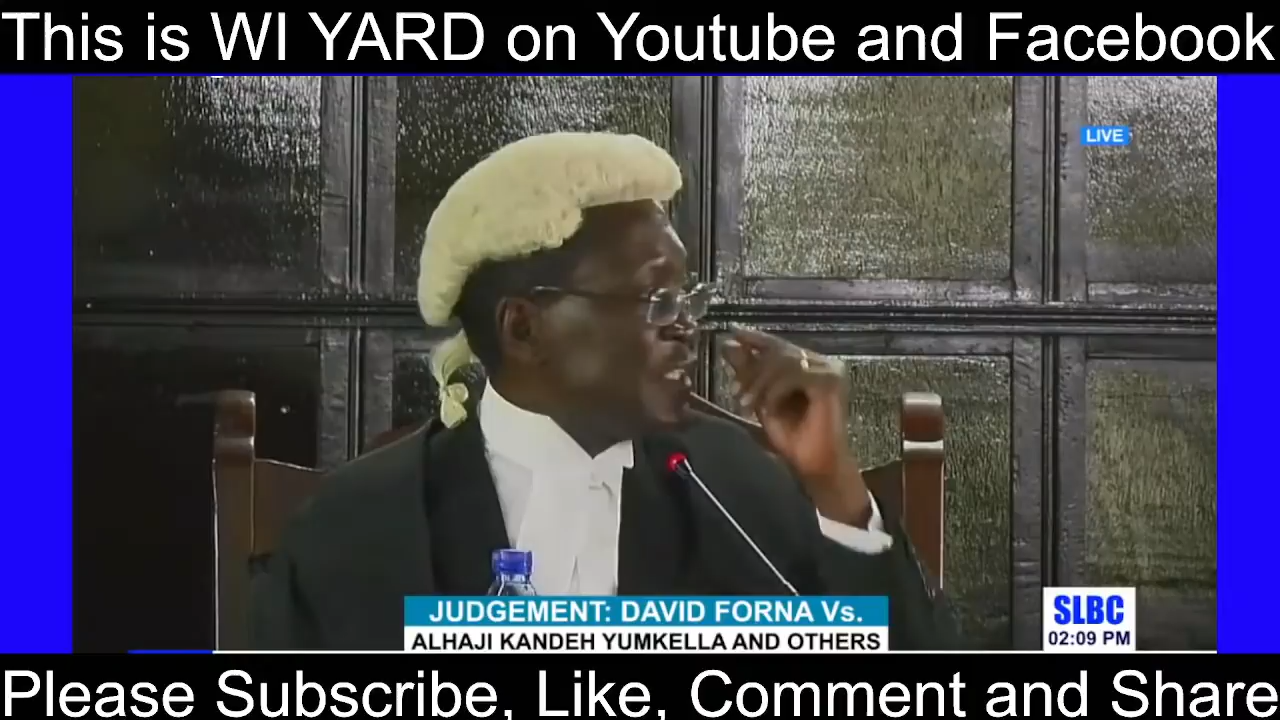 This is WI YARD on Youtube and Facebook
LIVE
JUDGEMENT: DAVID FORNA Vs.
ALHAJI KANDEH YUMKELLA AND OTHERS
SLBC
02:09 PM
Please Subscribe, Like, Comment and Share